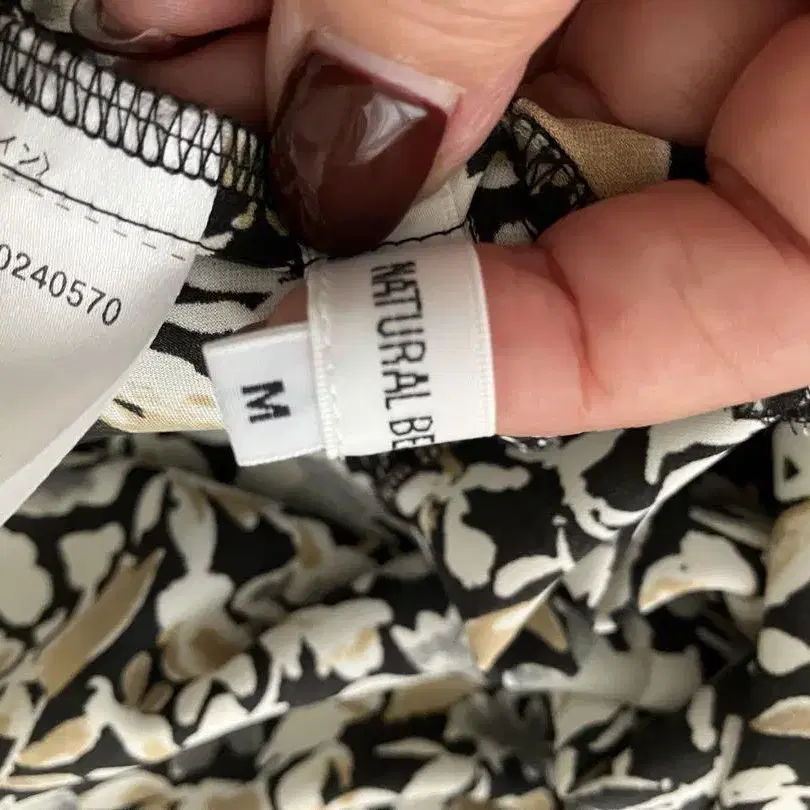 イン)
0240570
NATURAL BE
M